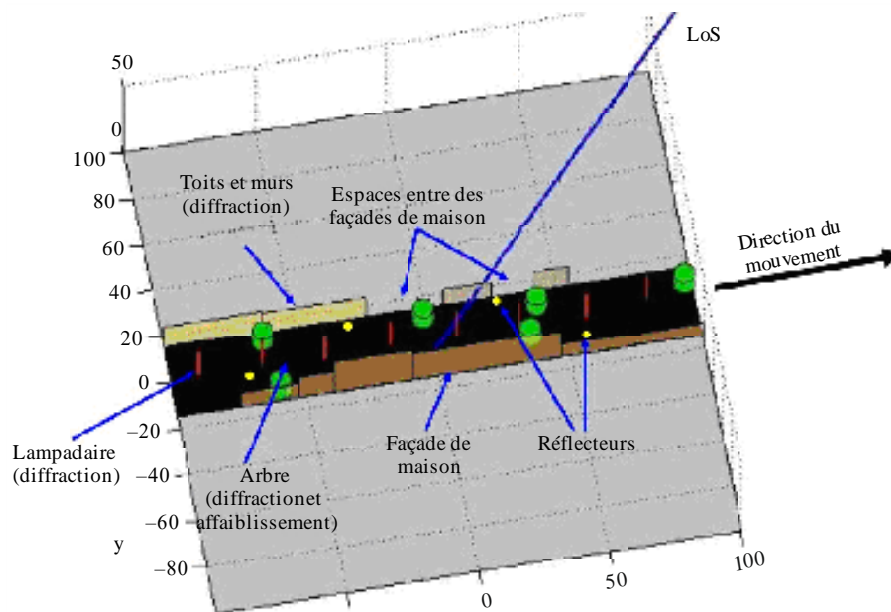 LoS
50
0
100
80
60
40
20
0
−20
−40
−60
−80
y
Toits et murs
(diffraction)
Espaces entre des
façades de maison
Direction du
mouvement
Lampadaire
(diffraction)
Arbre
(diffractionet
affaiblissement)
Façade de
maison
Réflecteurs
0
50
100